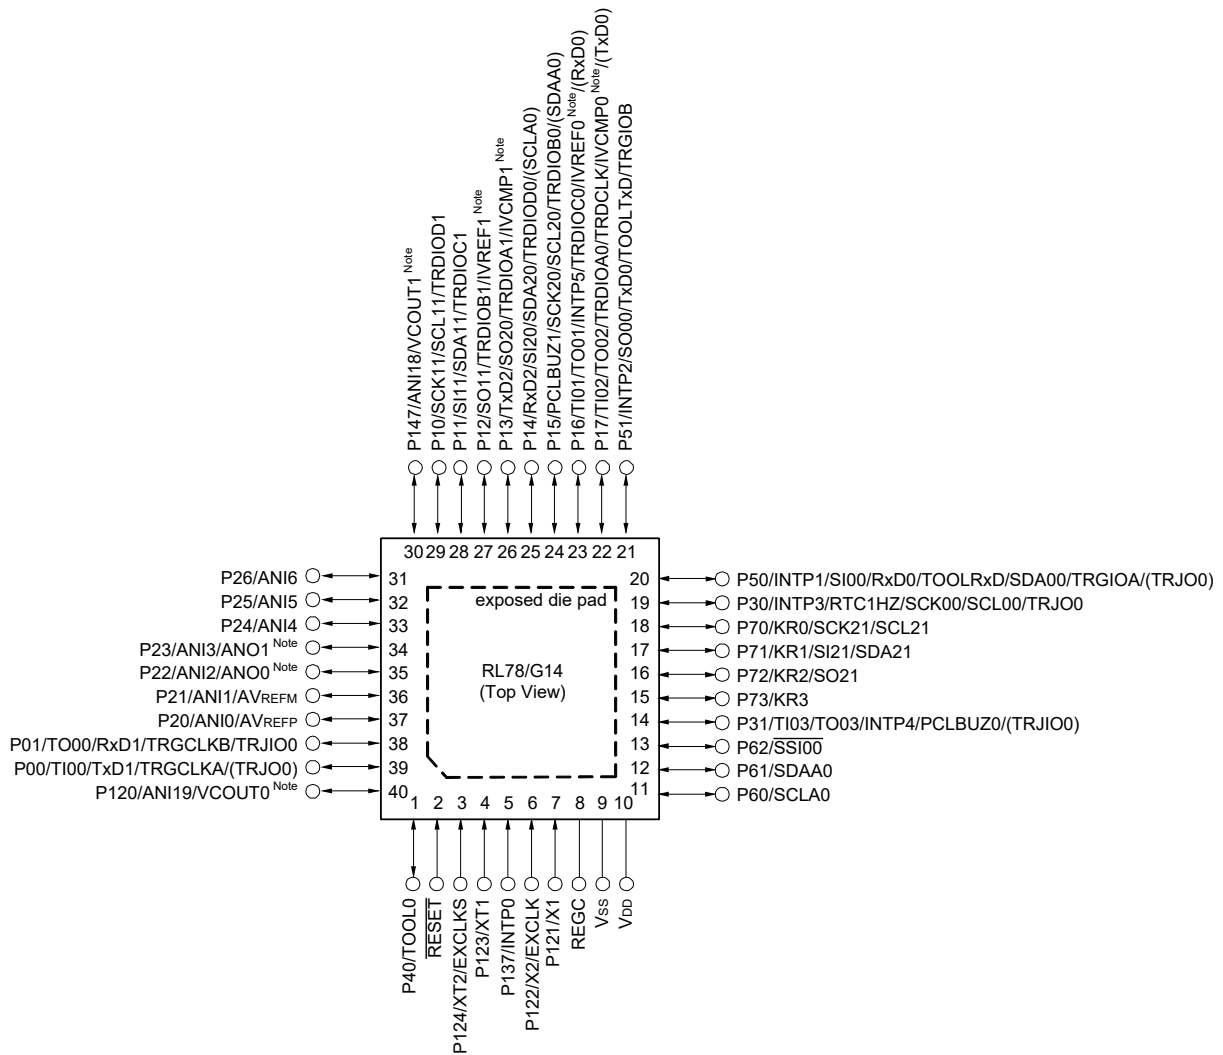 P147/ANI18/VCOUT1 Note
P10/SCK11/SCL11/TRDIOD1
P11/SI11/SDA11/TRDIOC1
P12/SO11/TRDIOB1/IVREF1 Note
P13/TxD2/SO20/TRDIOA1/IVCMP1 Note
P14/RxD2/SI20/SDA20/TRDIOD0/(SCLA0)
P15/PCLBUZ1/SCK20/SCL20/TRDIOB0/(SDAA0)
P16/TI01/TO01/INTP5/TRDIOC0/IVREF0 Note/(RxD0)
P17/TI02/TO02/TRDIOA0/TRDCLK/IVCMP0 Note/(TxD0)
P51/INTP2/SO00/TxD0/TOOLTxD/TRGIOB
30 29 28 27 26 25 24 23 22 21
P26/ANI6 31
P25/ANI5 32
P24/ANI4 33
P23/ANI3/ANO1 Note 34
P22/ANI2/ANO0 Note 35
P21/ANI1/AVREFM 36
P20/ANI0/AVREFP 37
P01/TO00/RxD1/TRGCLKB/TRJIO0 38
P00/TI00/TxD1/TRGCLKA/(TRJO0) 39
P120/ANI19/VCOUT0 Note 40
exposed die pad
RL78/G14
(Top View)
20 P50/INTP1/SI00/RxD0/TOOLRxD/SDA00/TRGIOA/(TRJO0)
19 P30/INTP3/RTC1HZ/SCK00/SCL00/TRJO0
18 P70/KR0/SCK21/SCL21
17 P71/KR1/SI21/SDA21
16 P72/KR2/SO21
15 P73/KR3
14 P31/TI03/TO03/INTP4/PCLBUZ0/(TRJIO0)
13 P62/SSI00
12 P61/SDAA0
11 P60/SCLA0
1 2 3 4 5 6 7 8 9 10
P40/TOOL0
RESET
P124/XT2/EXCLKS
P123/XT1
P137/INTP0
P122/X2/EXCLK
P121/X1
REGC
VSS
VDD